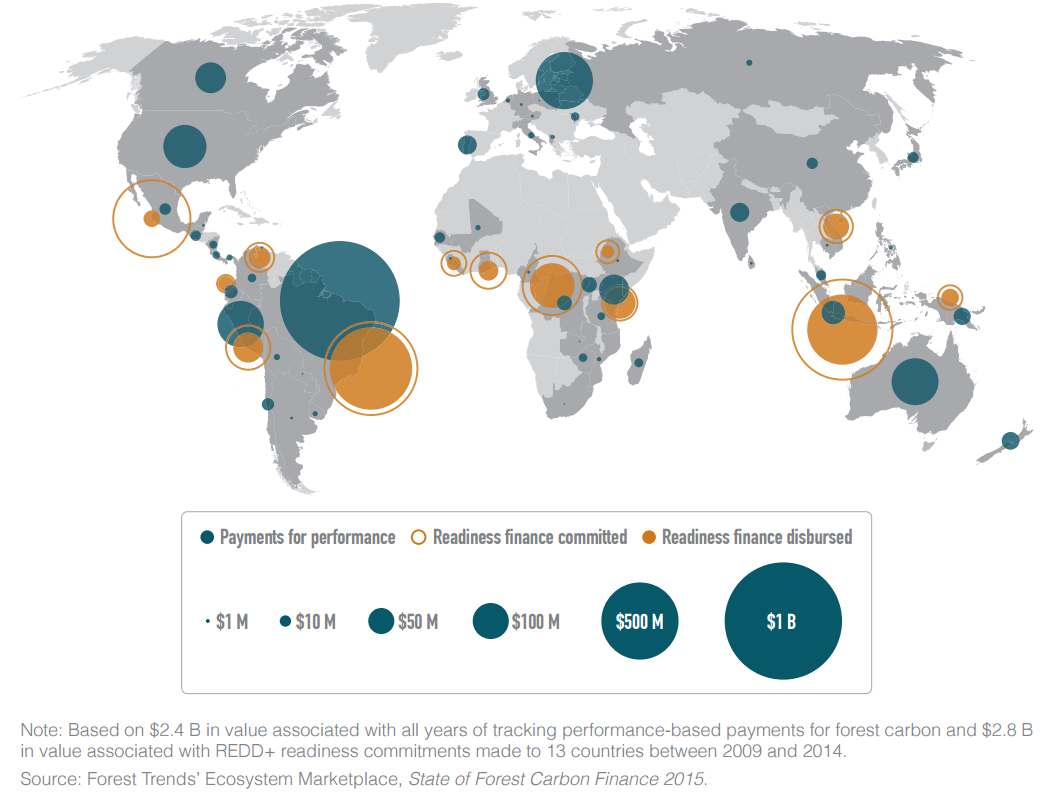 Payments for performance Readiness finance committed Readiness finance disbursed
$1 M $10 M $50 M $100 M $500 M $1 B
Note: Based on $2.4 B in value associated with all years of tracking performance-based payments for forest carbon and $2.8 B
in value associated with REDD+ readiness commitments made to 13 countries between 2009 and 2014.
Source: Forest Trends’ Ecosystem Marketplace, State of Forest Carbon Finance 2015.